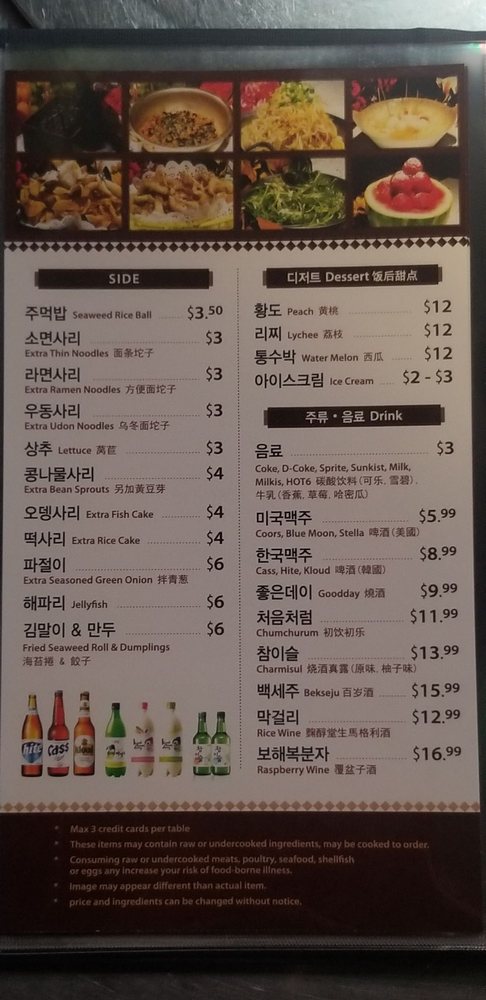 SIDE
주먹밥 Seaweed Rice Ball $3.50
소면사리 $3
Extra Thin Noodles 面条坨子
라면사리 $3
Extra Ramen Noodles 方便面坨子
우동사리 $3
Extra Udon Noodles 乌冬面坨子
상추 Lettuce 萵苣 $3
콩나물사리 $4
Extra Bean Sprouts 另加黃豆芽
오뎅사리 Extra Fish Cake $4
떡사리 Extra Rice Cake $4
파절이 $6
Extra Seasoned Green Onion 拌青葱
해파리 Jellyfish $6
김말이 & 만두 $6
Fried Seaweed Roll & Dumplings
海苔捲 & 餃子
디저트 Dessert 饭后甜点
황도 Peach 黄桃 $12
리찌 Lychee 荔枝 $12
통수박 Water Melon 西瓜 $12
아이스크림 Ice Cream $2 - $3
주류・음료 Drink
음료 $3
Coke, D-Coke, Sprite, Sunkist, Milk,
Milkis, HOT6 碳酸饮料 (可乐, 雪碧),
牛乳 (香蕉, 草莓, 哈密瓜)
미국맥주 $5.99
Coors, Blue Moon, Stella 啤酒 (美國)
한국맥주 $8.99
Cass, Hite, Kloud 啤酒 (韓國)
좋은데이 Goodday 燒酒 $9.99
처음처럼 $11.99
Chumchurum 初饮初乐
참이슬 $13.99
Charmisul 烧酒真露 (原味, 柚子味)
백세주 Bekseju 百岁酒 $15.99
막걸리 $12.99
Rice Wine 麴醇堂生馬格利酒
보해복분자 $16.99
Raspberry Wine 覆盆子酒
hite
Cass
* Max 3 credit cards per table
* These items may contain raw or undercooked ingredients, may be cooked to order.
* Consuming raw or undercooked meats, poultry, seafood, shellfish
or eggs any increase your risk of food-borne illness.
* Image may appear different than actual item.
* price and ingredients can be changed without notice.